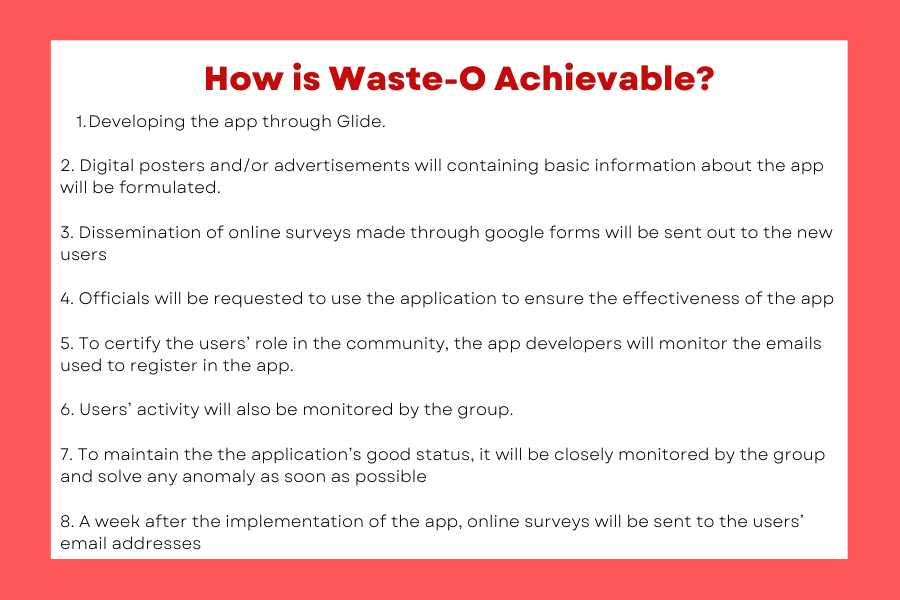 How is Waste-O Achievable?
1.Developing the app through Glide.
2. Digital posters and/or advertisements will containing basic information about the app
will be formulated.
3. Dissemination of online surveys made through google forms will be sent out to the new
users
4. Officials will be requested to use the application to ensure the effectiveness of the app
5. To certify the users’ role in the community, the app developers will monitor the emails
used to register in the app.
6. Users’ activity will also be monitored by the group.
7. To maintain the the application’s good status, it will be closely monitored by the group
and solve any anomaly as soon as possible
8. A week after the implementation of the app, online surveys will be sent to the users’
email addresses